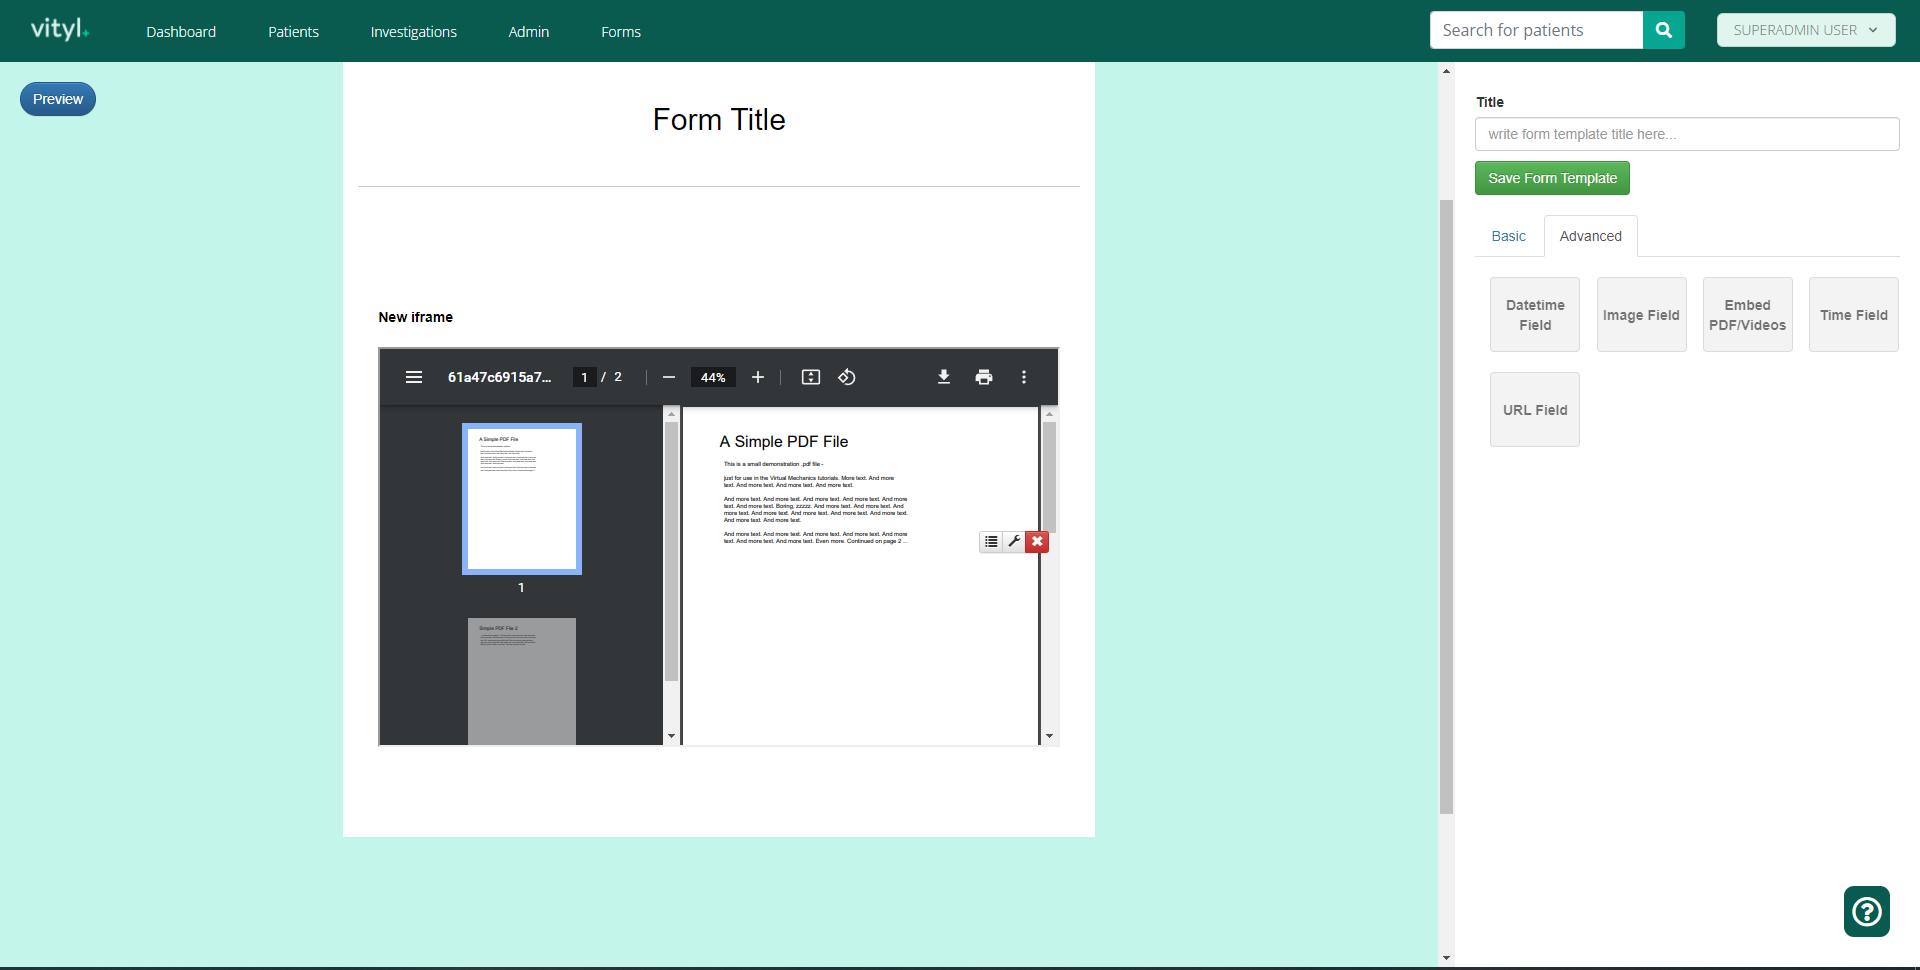 vityl+
Dashboard
Patients
Investigations
Admin
Forms
Search for patients
SUPERADMIN USER
Preview
Form Title
New iframe
61a47c6915a7...
1 / 2
44%
A Simple PDF File
1
Simple PDF File 2
A Simple PDF File
This is a small demonstration .pdf file -
just for use in the Virtual Mechanics tutorials. More text. And more
text. And more text. And more text. And more text.
And more text. And more text. And more text. And more text. And more
text. And more text. Boring, zzzzz. And more text. And more text. And
more text. And more text. And more text. And more text. And more text.
And more text. And more text.
And more text. And more text. And more text. And more text. And more
text. And more text. And more text. Even more. Continued on page 2 ...
Title
write form template title here...
Save Form Template
Basic
Advanced
Datetime
Field
Image Field
Embed
PDF/Videos
Time Field
URL Field